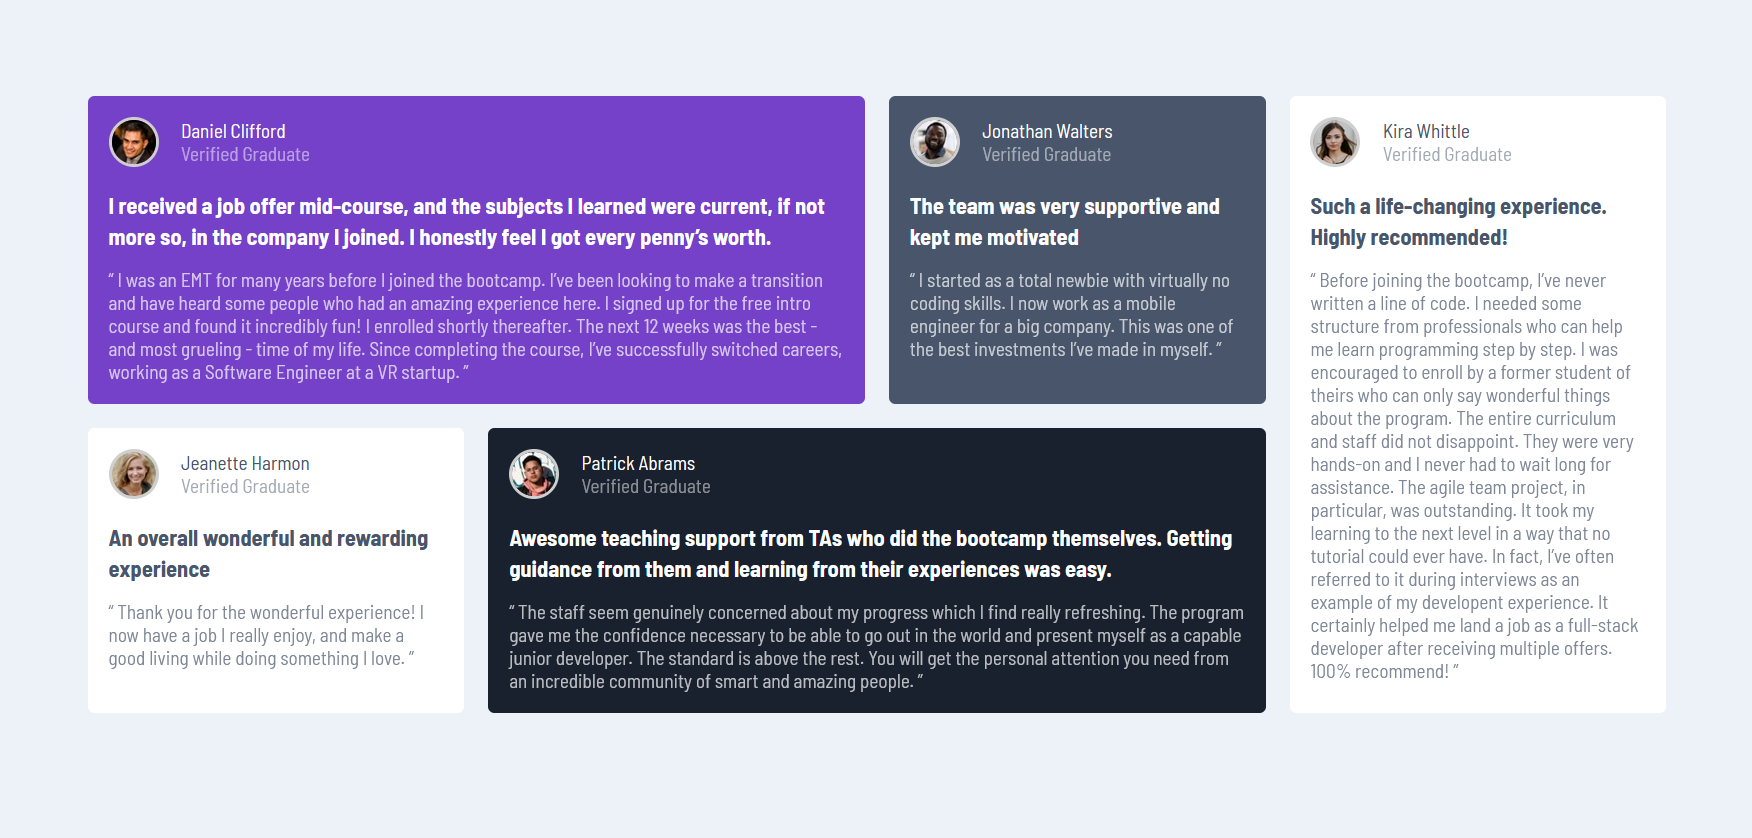 Daniel Clifford
Verified Graduate
I received a job offer mid-course, and the subjects I learned were current, if not
more so, in the company I joined. I honestly feel I got every penny’s worth.
“ I was an EMT for many years before I joined the bootcamp. I’ve been looking to make a transition
and have heard some people who had an amazing experience here. I signed up for the free intro
course and found it incredibly fun! I enrolled shortly thereafter. The next 12 weeks was the best -
and most grueling - time of my life. Since completing the course, I’ve successfully switched careers,
working as a Software Engineer at a VR startup. ”
Jonathan Walters
Verified Graduate
The team was very supportive and
kept me motivated
“ I started as a total newbie with virtually no
coding skills. I now work as a mobile
engineer for a big company. This was one of
the best investments I’ve made in myself. ”
Kira Whittle
Verified Graduate
Such a life-changing experience.
Highly recommended!
“ Before joining the bootcamp, I’ve never
written a line of code. I needed some
structure from professionals who can help
me learn programming step by step. I was
encouraged to enroll by a former student of
theirs who can only say wonderful things
about the program. The entire curriculum
and staff did not disappoint. They were very
hands-on and I never had to wait long for
assistance. The agile team project, in
particular, was outstanding. It took my
learning to the next level in a way that no
tutorial could ever have. In fact, I’ve often
referred to it during interviews as an
example of my developent experience. It
certainly helped me land a job as a full-stack
developer after receiving multiple offers.
100% recommend! ”
Jeanette Harmon
Verified Graduate
An overall wonderful and rewarding
experience
“ Thank you for the wonderful experience! I
now have a job I really enjoy, and make a
good living while doing something I love. ”
Patrick Abrams
Verified Graduate
Awesome teaching support from TAs who did the bootcamp themselves. Getting
guidance from them and learning from their experiences was easy.
“ The staff seem genuinely concerned about my progress which I find really refreshing. The program
gave me the confidence necessary to be able to go out in the world and present myself as a capable
junior developer. The standard is above the rest. You will get the personal attention you need from
an incredible community of smart and amazing people. ”